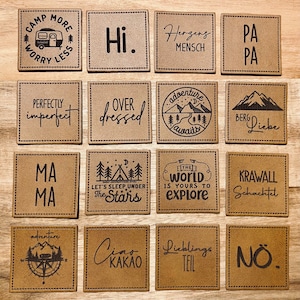 CAMP MORE
WORRY LESS
Hi.
Herzens
MENSCH
PA
PA
PERFECTLY
imperfect
OVER
dressed
adventure
awaits
BERG
Liebe
MA
MA
LET'S SLEEP UNDER
The Stars
THE
WORLD
IS YOURS TO
explore
KRAWALL
Schachtel
adventure
Ciao
KAKAO
Lieblings
TEIL
NÖ.